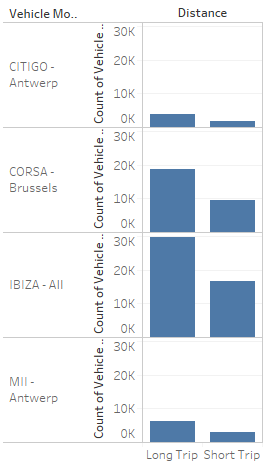 Vehicle Mo..
Distance
CITIGO -
Antwerp
Count of Vehicle ..
30K
20K
10K
0K
CORSA -
Brussels
Count of Vehicle ..
30K
20K
10K
0K
IBIZA - All
Count of Vehicle ..
30K
20K
10K
0K
MII -
Antwerp
Count of Vehicle ..
30K
20K
10K
0K
Long Trip Short Trip